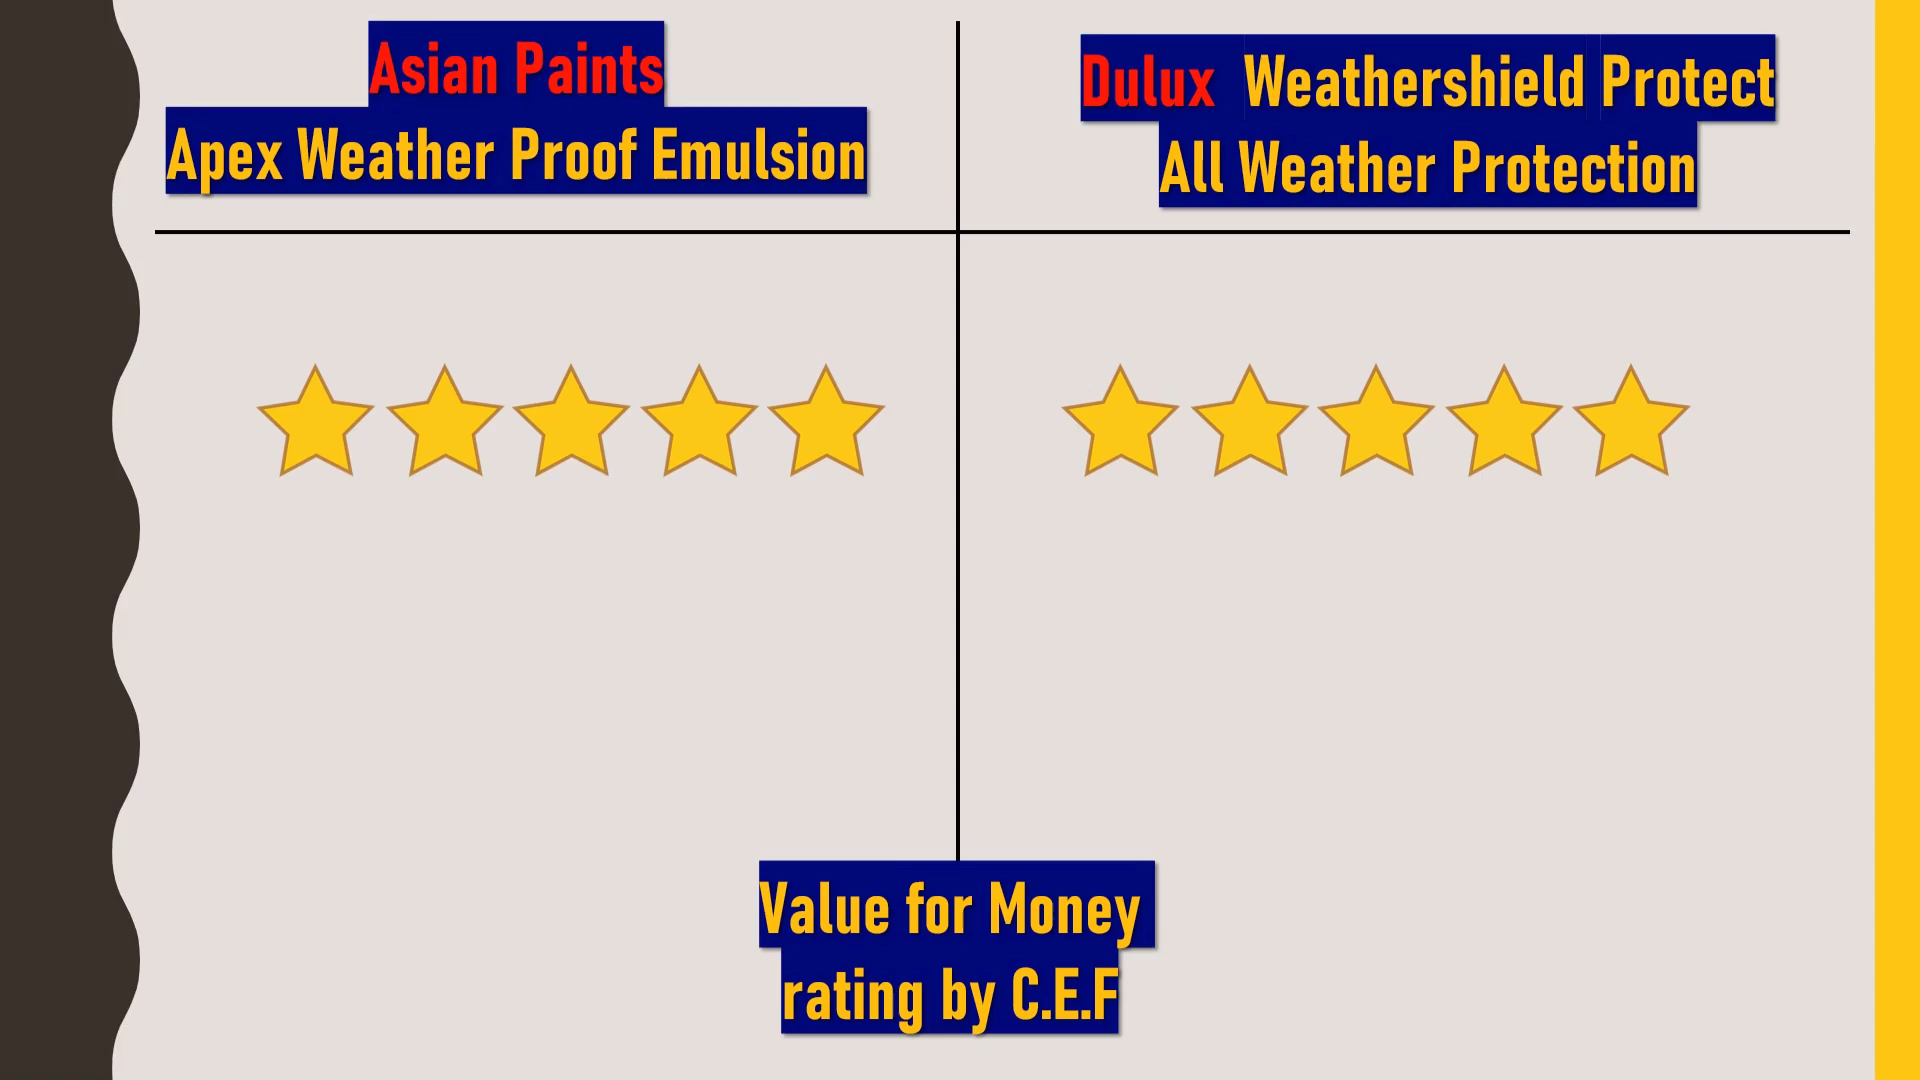 Asian Paints
Apex Weather Proof Emulsion
Dulux Weathershield Protect
All Weather Protection
Value for Money
rating by C.E.F